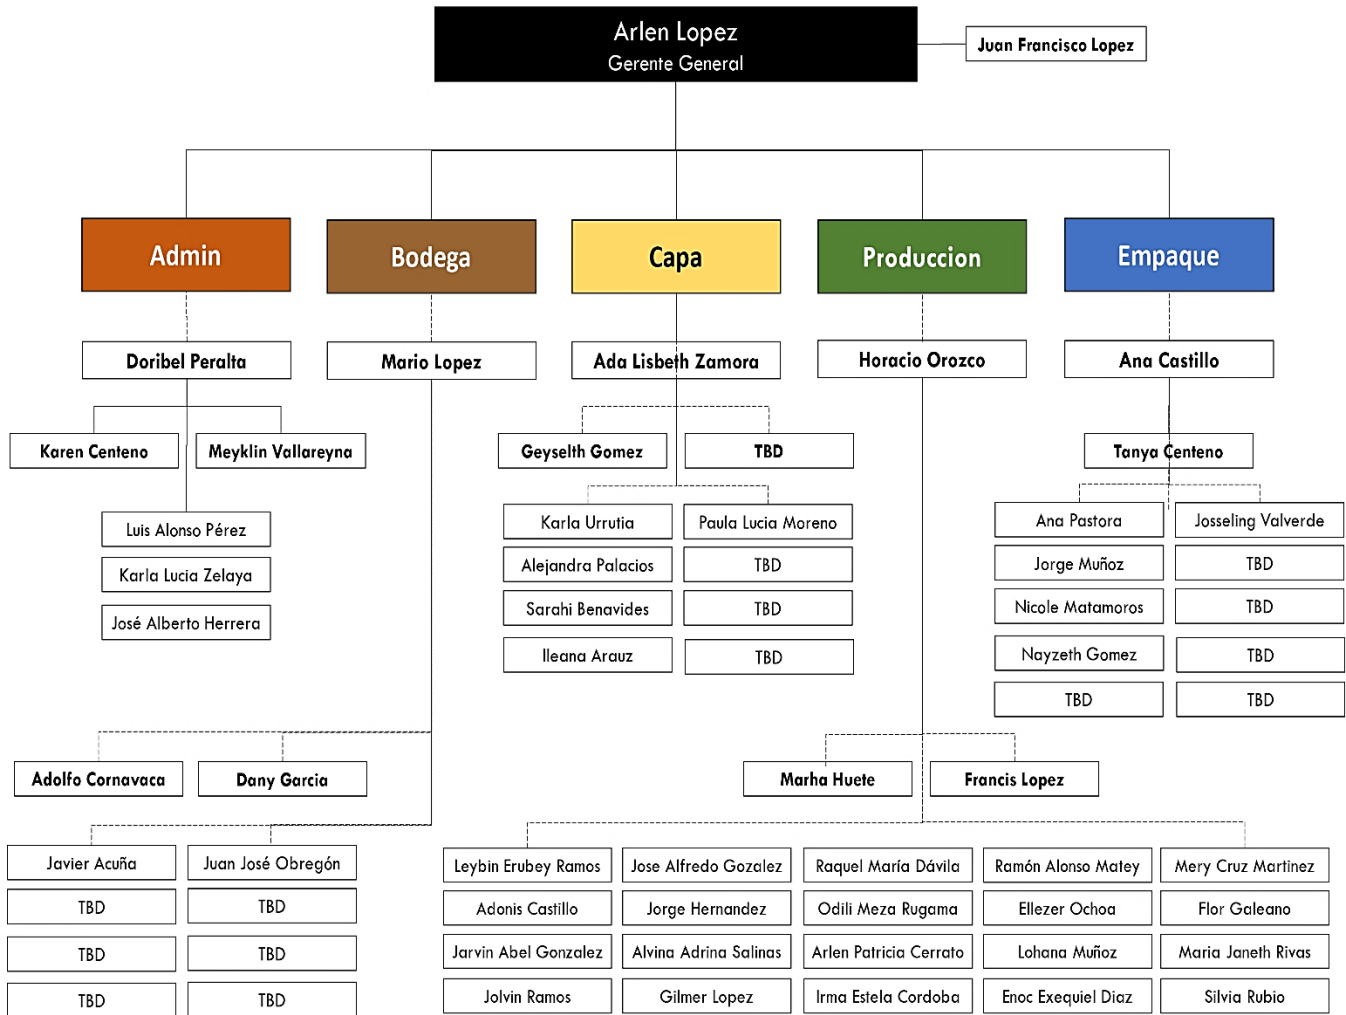 Arlen Lopez
Gerente General
Juan Francisco Lopez
Admin
Bodega
Capa
Produccion
Empaque
Doribel Peralta
Mario Lopez
Ada Lisbeth Zamora
Horacio Orozco
Ana Castillo
Karen Centeno
Meyklin Vallareyna
Geyselth Gomez
TBD
Tanya Centeno
Luis Alonso Pérez
Karla Lucia Zelaya
José Alberto Herrera
Karla Urrutia
Paula Lucia Moreno
Alejandra Palacios
TBD
Sarahi Benavides
TBD
Ileana Arauz
TBD
Ana Pastora
Josseling Valverde
Jorge Muñoz
TBD
Nicole Matamoros
TBD
Nayzeth Gomez
TBD
TBD
TBD
Adolfo Cornavaca
Dany Garcia
Marha Huete
Francis Lopez
Javier Acuña
Juan José Obregón
TBD
TBD
TBD
TBD
TBD
TBD
Leybin Erubey Ramos
Jose Alfredo Gozalez
Raquel María Dávila
Ramón Alonso Matey
Mery Cruz Martinez
Adonis Castillo
Jorge Hernandez
Odili Meza Rugama
Ellezer Ochoa
Flor Galeano
Jarvin Abel Gonzalez
Alvina Adrina Salinas
Arlen Patricia Cerrato
Lohana Muñoz
Maria Janeth Rivas
Jolvin Ramos
Gilmer Lopez
Irma Estela Cordoba
Enoc Exequiel Diaz
Silvia Rubio